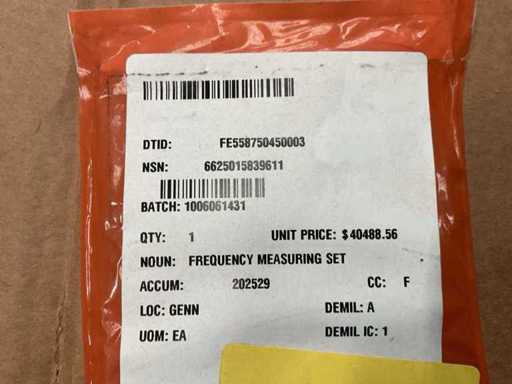 DTID: FE558750450003
NSN: 6625015839611
BATCH: 1006061431
QTY: 1 UNIT PRICE: $40488.56
NOUN: FREQUENCY MEASURING SET
ACCUM: 202529 CC: F
LOC: GENN DEMIL: A
UOM: EA DEMIL IC: 1